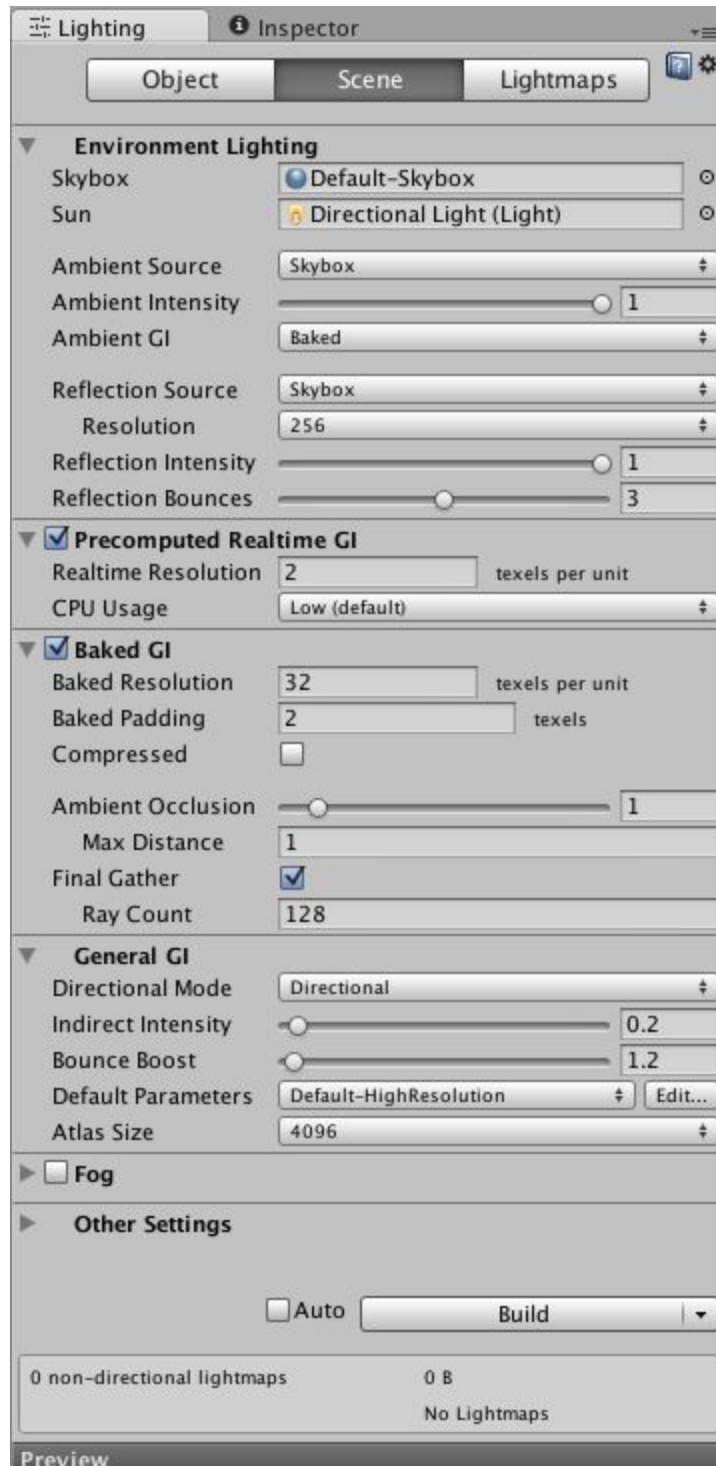 Lighting Inspector
Object Scene Lightmaps
Environment Lighting
Skybox Default-Skybox
Sun Directional Light (Light)
Ambient Source Skybox
Ambient Intensity 1
Ambient GI Baked
Reflection Source Skybox
Resolution 256
Reflection Intensity 1
Reflection Bounces 3
Precomputed Realtime GI
Realtime Resolution 2 texels per unit
CPU Usage Low (default)
Baked GI
Baked Resolution 32 texels per unit
Baked Padding 2 texels
Compressed
Ambient Occlusion 1
Max Distance 1
Final Gather
Ray Count 128
General GI
Directional Mode Directional
Indirect Intensity 0.2
Bounce Boost 1.2
Default Parameters Default-HighResolution Edit...
Atlas Size 4096
Fog
Other Settings
Auto Build
0 non-directional lightmaps 0 B
No Lightmaps
Preview